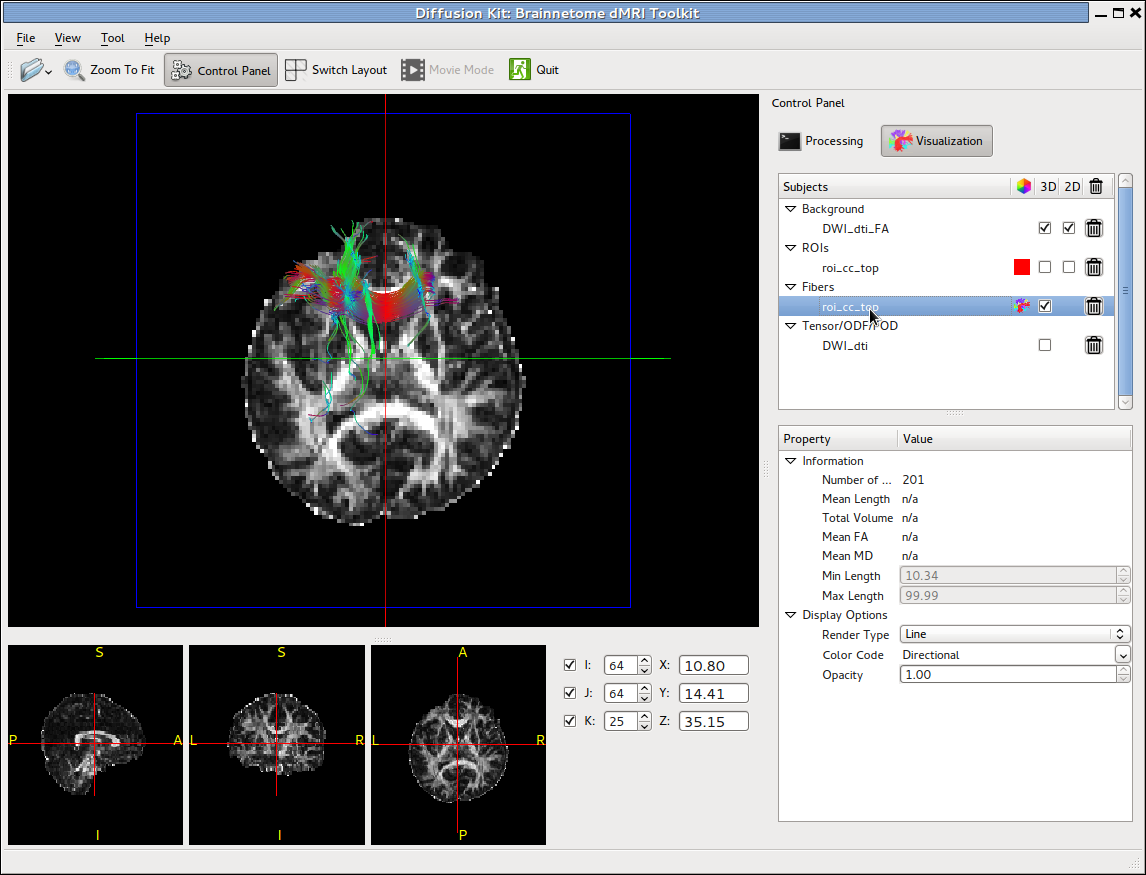 Diffusion Kit: Brainnetome dMRI Toolkit
File View Tool Help
Zoom To Fit Control Panel Switch Layout Movie Mode Quit
Control Panel
Processing Visualization
Subjects 3D 2D
Background
DWI_dti_FA
ROIs
roi_cc_top
Fibers
roi_cc_top
Tensor/ODF/FOD
DWI_dti
Property Value
Information
Number of ... 201
Mean Length n/a
Total Volume n/a
Mean FA n/a
Mean MD n/a
Min Length 10.34
Max Length 99.99
Display Options
Render Type Line
Color Code Directional
Opacity 1.00
S
P A
I
S
L R
I
A
L R
P
I: 64 X: 10.80
J: 64 Y: 14.41
K: 25 Z: 35.15